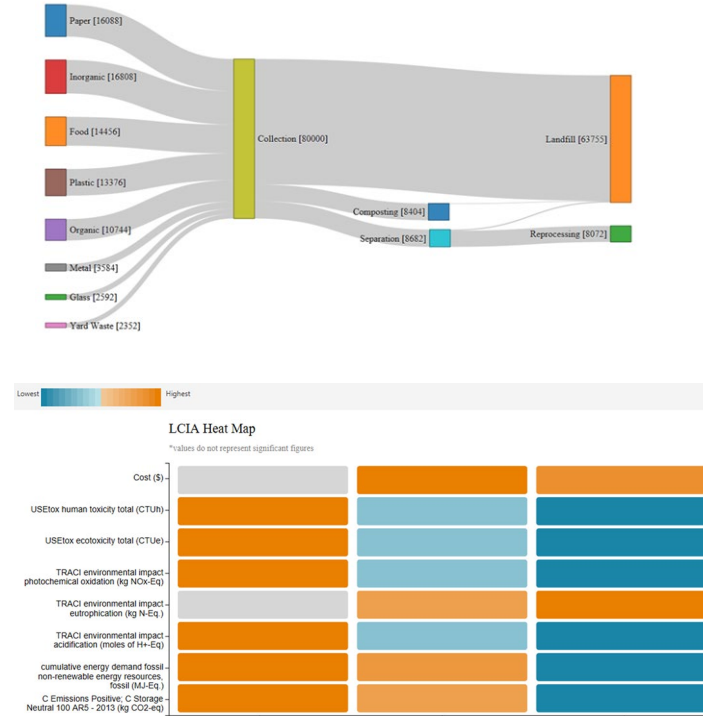 Paper [16088]
Inorganic [16808]
Food [14456]
Collection [80000]
Landfill [63755]
Plastic [13376]
Composting [8404]
Organic [10744]
Separation [8682]
Reprocessing [8072]
Metal [3584]
Glass [2592]
Yard Waste [2352]
Lowest
Highest
LCIA Heat Map
*values do not represent significant figures
Cost ($)
USEtox human toxicity total (CTUh)
USEtox ecotoxicity total (CTUe)
TRACI environmental impact
photochemical oxidation (kg NOx-Eq)
TRACI environmental impact
eutrophication (kg N-Eq.)
TRACI environmental impact
acidification (moles of H+-Eq)
cumulative energy demand fossil
non-renewable energy resources,
fossil (MJ-Eq.)
C Emissions Positive; C Storage
Neutral 100 AR5 - 2013 (kg CO2-eq)